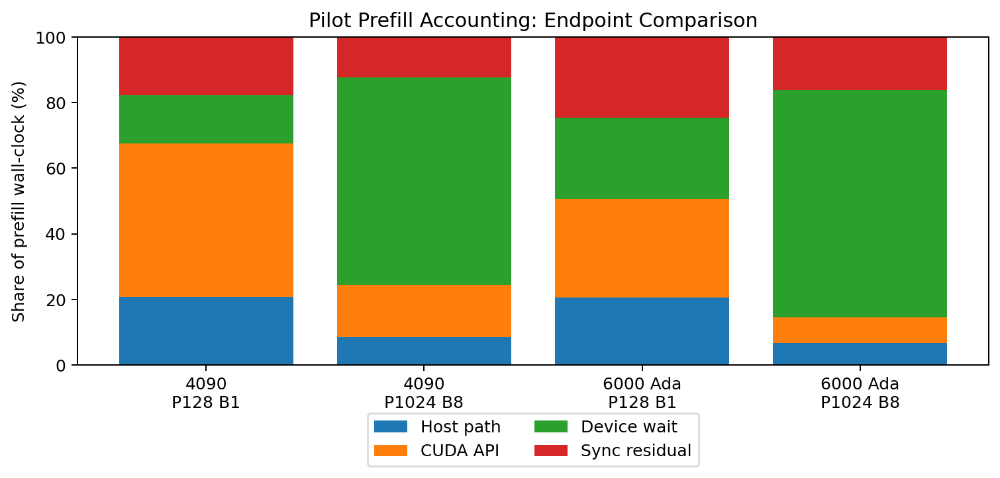 Pilot Prefill Accounting: Endpoint Comparison
Share of prefill wall-clock (%)
100
80
60
40
20
0
4090
P128 B1
4090
P1024 B8
6000 Ada
P128 B1
6000 Ada
P1024 B8
Host path
CUDA API
Device wait
Sync residual